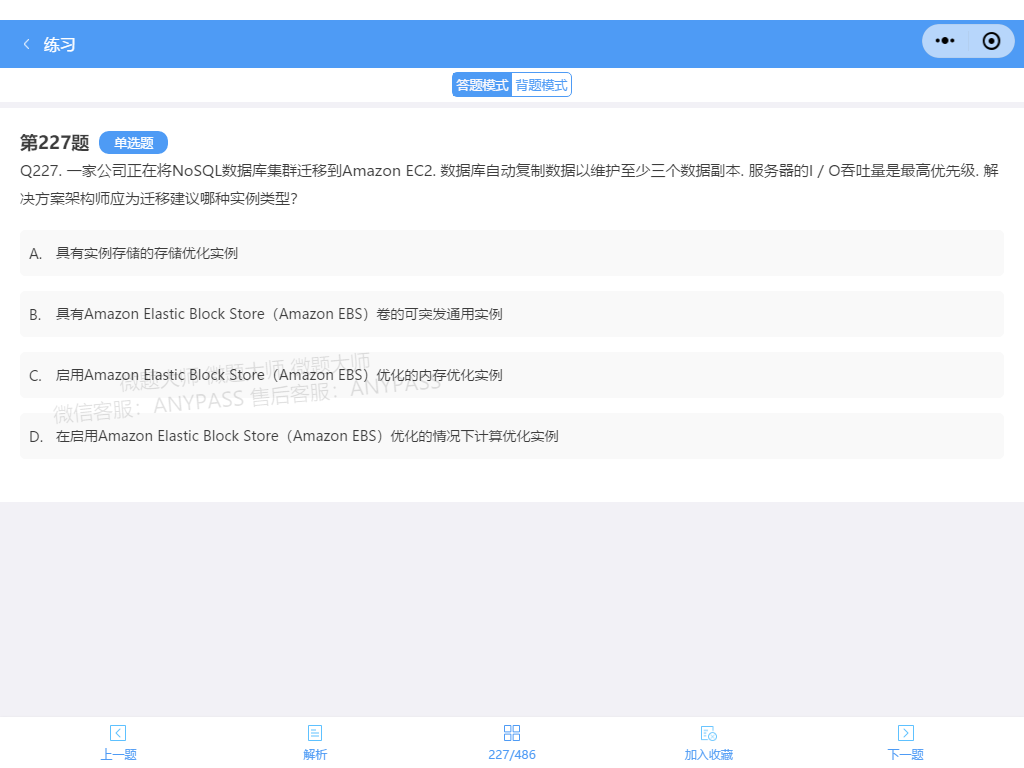 练习
答题模式 背题模式
第227题 单选题
Q227. 一家公司正在将NoSQL数据库集群迁移到Amazon EC2. 数据库自动复制数据以维护至少三个数据副本. 服务器的I / O吞吐量是最高优先级. 解
决方案架构师应为迁移建议哪种实例类型?
A. 具有实例存储的存储优化实例
B. 具有Amazon Elastic Block Store（Amazon EBS）卷的可突发通用实例
微题大师 微题大师 微题大师
C. 启用Amazon Elastic Block Store（Amazon EBS）优化的内存优化实例
微信客服：ANYPASS 售后客服：ANYPASS
D. 在启用Amazon Elastic Block Store（Amazon EBS）优化的情况下计算优化实例
上一题 解析 227/486 加入收藏 下一题